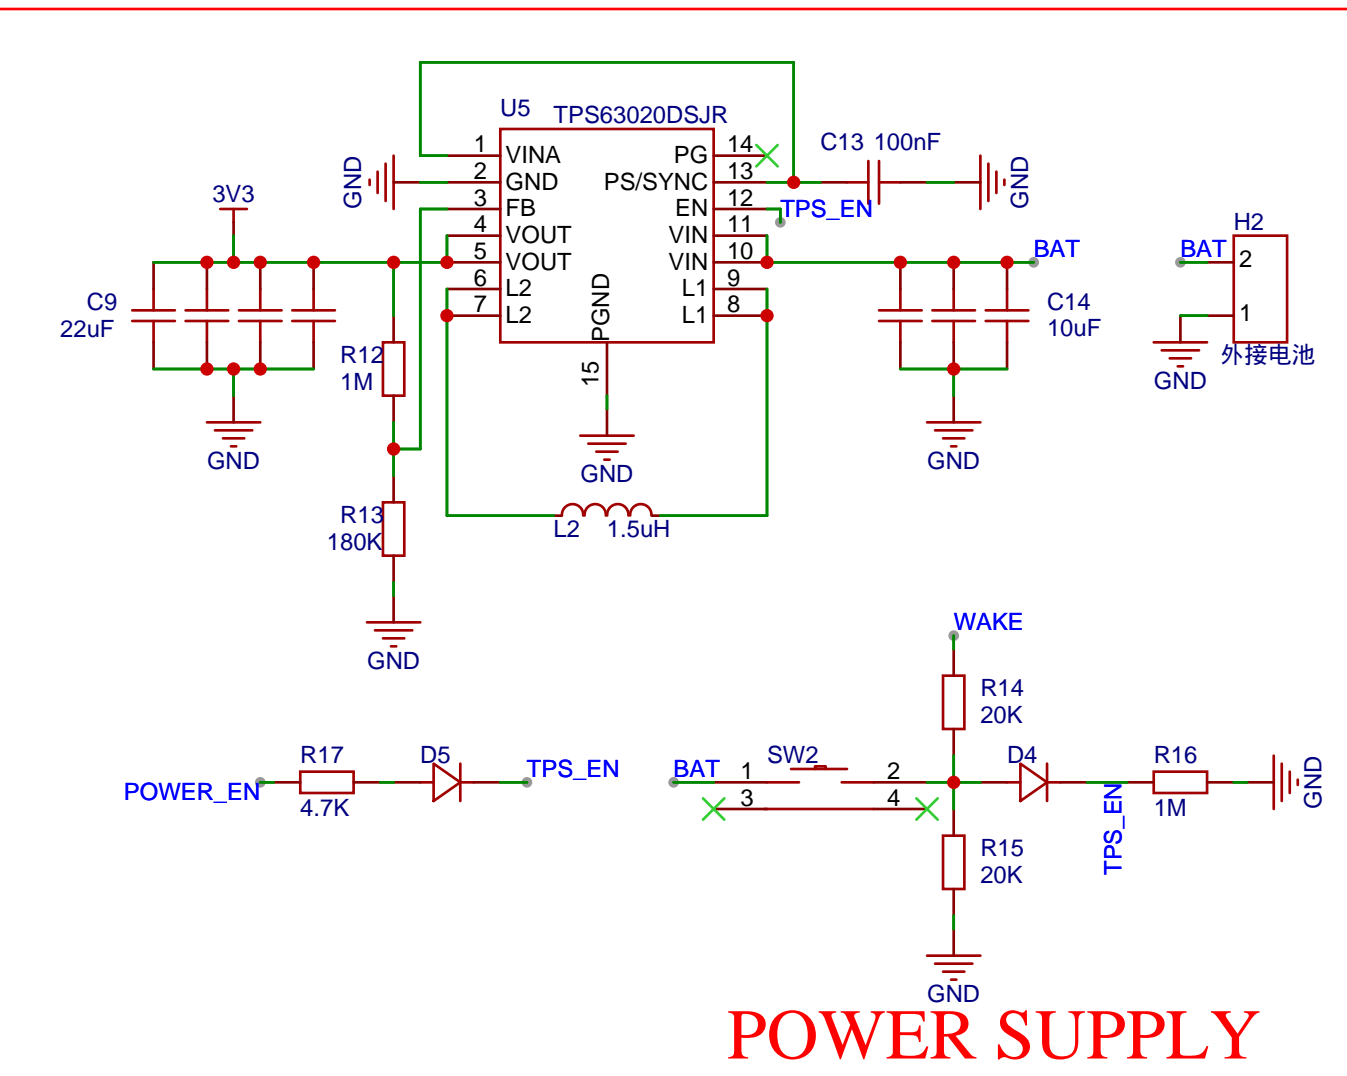 U5
TPS63020DSJR
1
VINA
2
GND
3
FB
4
VOUT
5
VOUT
6
L2
7
L2
PGND
15
GND
14
PG
13
PS/SYNC
12
EN
11
VIN
10
VIN
9
L1
8
L1
GND
3V3
C9
22uF
GND
R12
1M
R13
180K
GND
L2 1.5uH
C13 100nF
GND
TPS_EN
BAT
C14
10uF
GND
H2
BAT
2
1
GND
外接电池
POWER_EN
R17
4.7K
D5
TPS_EN
WAKE
R14
20K
BAT
1
SW2
2
3
4
D4
TPS_EN
R16
1M
GND
R15
20K
GND
POWER SUPPLY